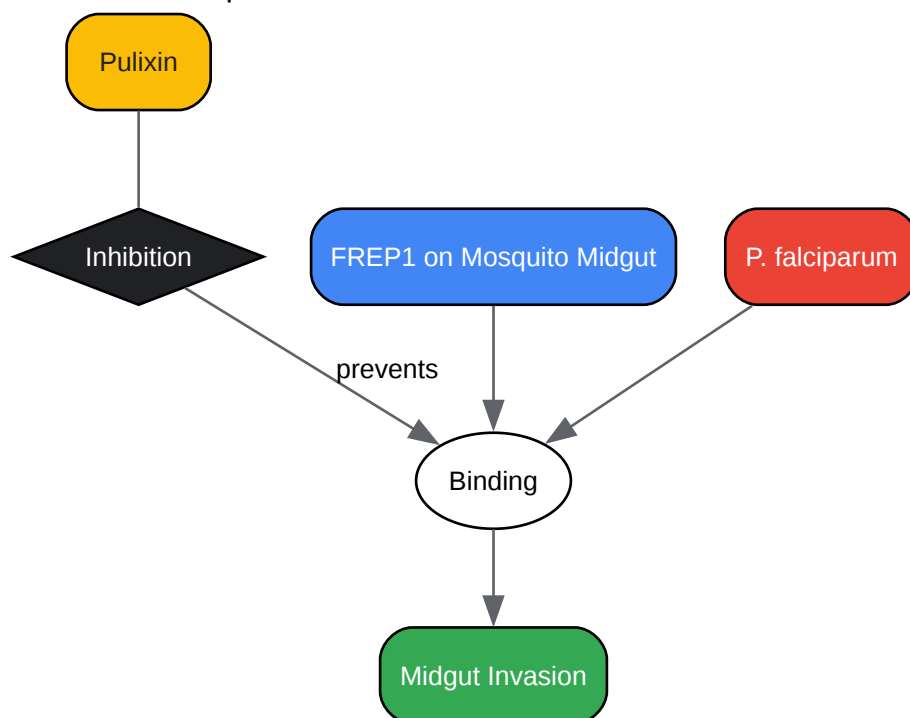 Pulixin
Inhibition
FREP1 on Mosquito Midgut
P. falciparum
prevents
Binding
Midgut Invasion